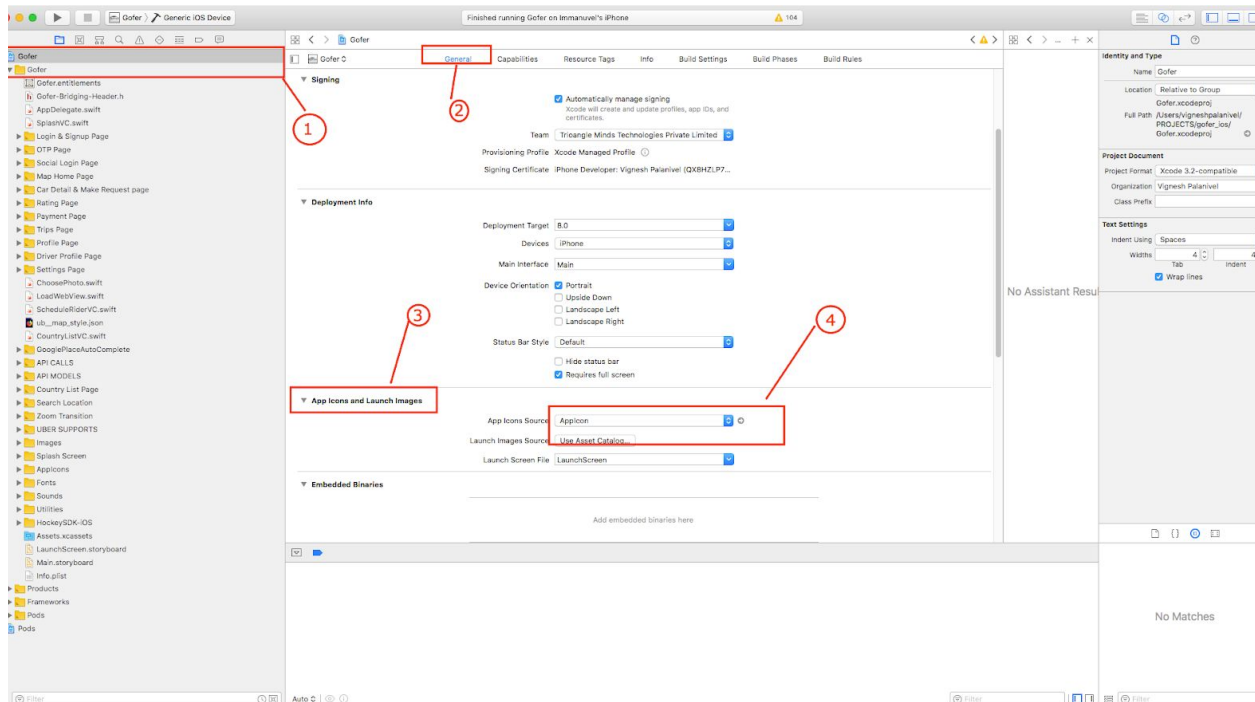 Gofer
Generic iOS Device
Finished running Gofer on Immanuvel's iPhone
104
Gofer
Gofer
Gofer
Gofer.entitlements
Gofer-Bridging-Header.h
AppDelegate.swift
SplashVC.swift
Login & Signup Page
OTP Page
Social Login Page
Map Home Page
Car Detail & Make Request page
Rating Page
Payment Page
Trips Page
Profile Page
Driver Profile Page
Settings Page
ChoosePhoto.swift
LoadWebView.swift
ScheduleRiderVC.swift
ub__map_style.json
CountryListVC.swift
GooglePlaceAutoComplete
API CALLS
API MODELS
Country List Page
Search Location
Zoom Transition
UBER SUPPORTS
Images
Splash Screen
AppIcons
Fonts
Sounds
Utilities
HockeySDK-iOS
Assets.xcassets
LaunchScreen.storyboard
Main.storyboard
Info.plist
Products
Frameworks
Pods
Pods
Filter
1
Gofer
General Capabilities Resource Tags Info Build Settings Build Phases Build Rules
2
Signing
Automatically manage signing
Xcode will create and update profiles, app IDs, and
certificates.
Team Trioangle Minds Technologies Private Limited
Provisioning Profile Xcode Managed Profile
Signing Certificate iPhone Developer: Vignesh Palanivel (QX8HZLP7...
Deployment Info
Deployment Target 8.0
Devices iPhone
Main Interface Main
Device Orientation Portrait
Upside Down
Landscape Left
Landscape Right
3
4
Status Bar Style Default
Hide status bar
Requires full screen
App Icons and Launch Images
App Icons Source AppIcon
Launch Images Source Use Asset Catalog...
Launch Screen File LaunchScreen
Embedded Binaries
Add embedded binaries here
Auto
Filter
No Assistant Resul
Identity and Type
Name Gofer
Location Relative to Group
Gofer.xcodeproj
Full Path /Users/vigneshpalanivel/
PROJECTS/gofer_ios/
Gofer.xcodeproj
Project Document
Project Format Xcode 3.2-compatible
Organization Vignesh Palanivel
Class Prefix
Text Settings
Indent Using Spaces
Widths 4 4
Tab Indent
Wrap lines
No Matches
Filter